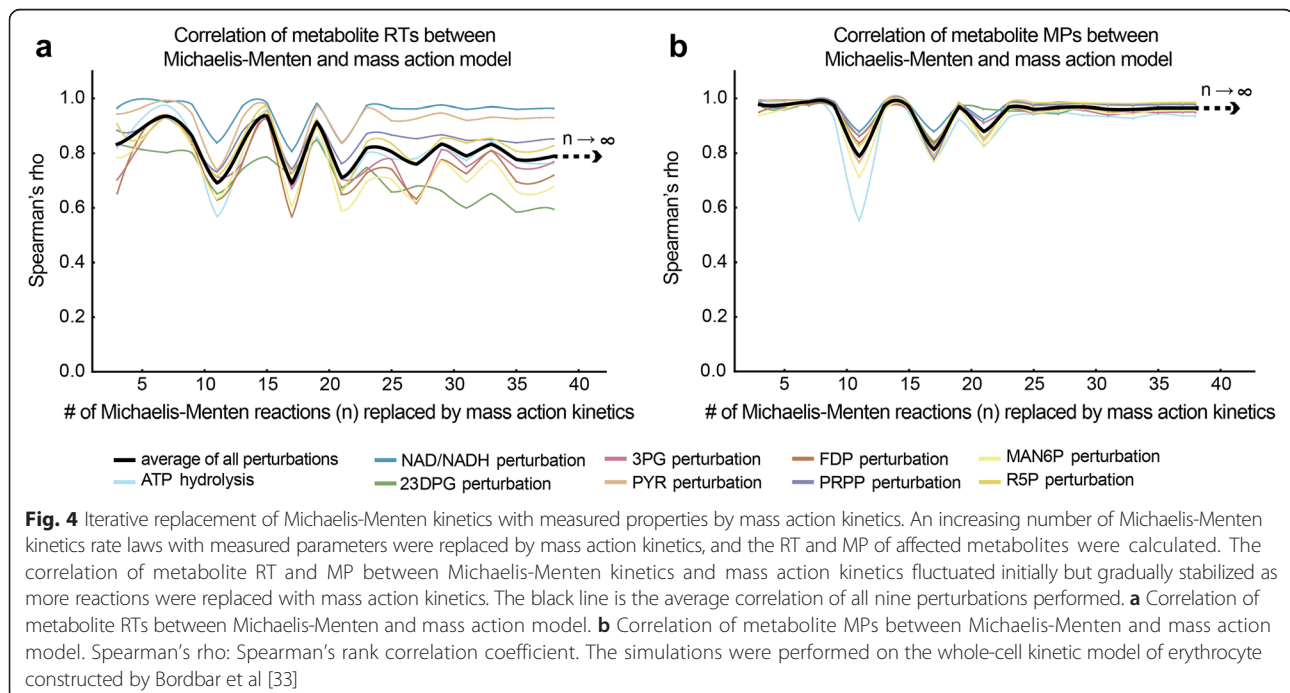 a
Correlation of metabolite RTs between
Michaelis-Menten and mass action model
Spearman's rho
1.0
0.8
0.6
0.4
0.2
0.0
n → ∞
5 10 15 20 25 30 35 40
# of Michaelis-Menten reactions (n) replaced by mass action kinetics
b
Correlation of metabolite MPs between
Michaelis-Menten and mass action model
Spearman's rho
1.0
0.8
0.6
0.4
0.2
0.0
n → ∞
5 10 15 20 25 30 35 40
# of Michaelis-Menten reactions (n) replaced by mass action kinetics
average of all perturbations NAD/NADH perturbation 3PG perturbation FDP perturbation MAN6P perturbation
ATP hydrolysis 23DPG perturbation PYR perturbation PRPP perturbation R5P perturbation
Fig. 4 Iterative replacement of Michaelis-Menten kinetics with measured properties by mass action kinetics. An increasing number of Michaelis-Menten
kinetics rate laws with measured parameters were replaced by mass action kinetics, and the RT and MP of affected metabolites were calculated. The
correlation of metabolite RT and MP between Michaelis-Menten kinetics and mass action kinetics fluctuated initially but gradually stabilized as
more reactions were replaced with mass action kinetics. The black line is the average correlation of all nine perturbations performed. a Correlation of
metabolite RTs between Michaelis-Menten and mass action model. b Correlation of metabolite MPs between Michaelis-Menten and mass action
model. Spearman's rho: Spearman's rank correlation coefficient. The simulations were performed on the whole-cell kinetic model of erythrocyte
constructed by Bordbar et al [33]